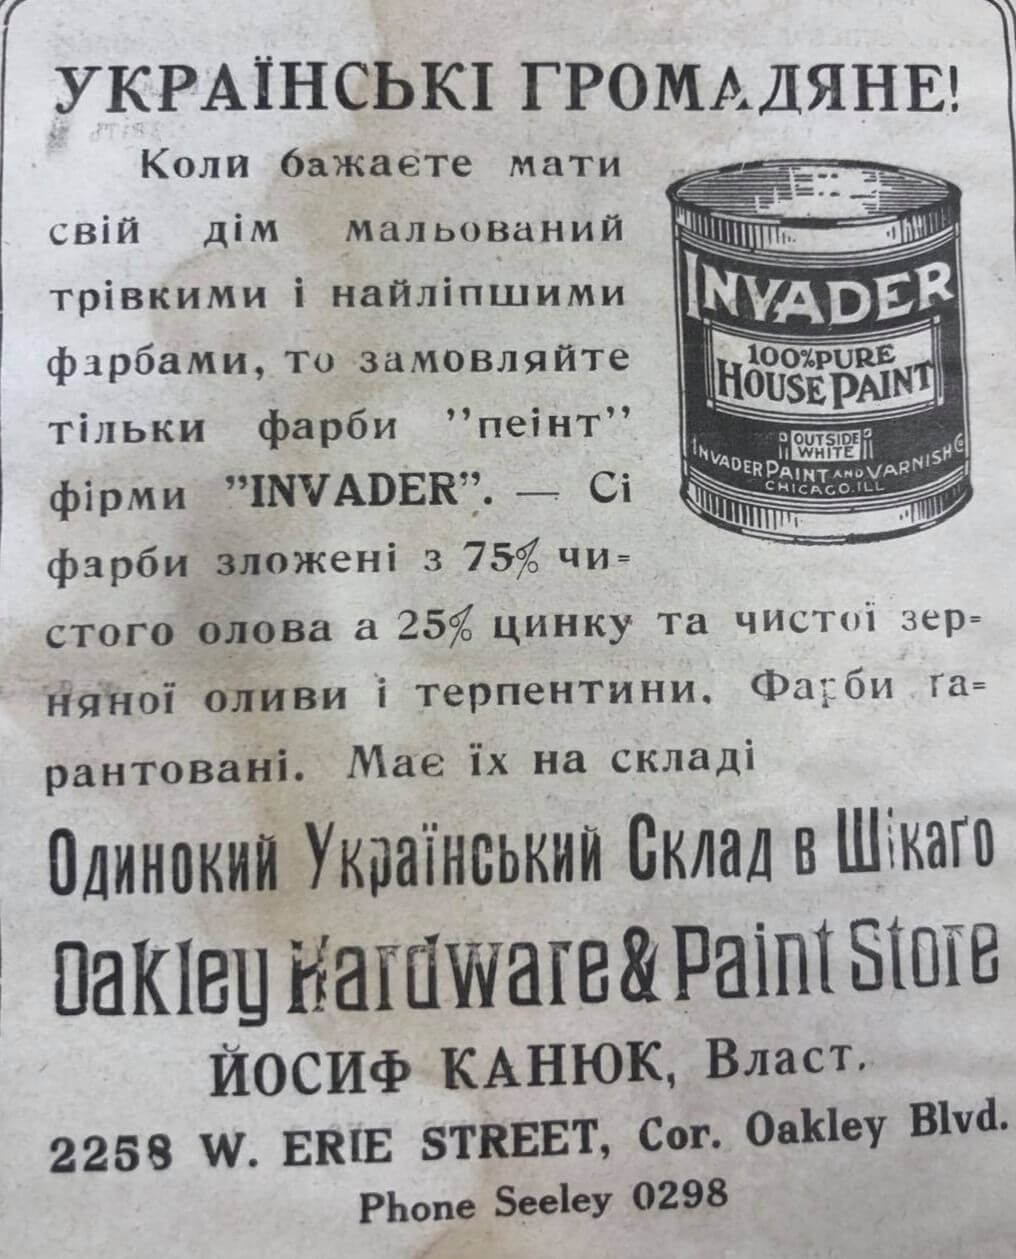 УКРАЇНСЬКІ ГРОМАДЯНЕ!
Коли бажаєте мати
свій дім мальований
трівкими і найліпшими
фарбами, то замовляйте
тільки фарби ”пеінт”
фірми ”INVADER”. — Сі
фарби зложені з 75% чи=
стого олова а 25% цинку та чистої зер=
няної оливи і терпентини. Фарби ґа=
рантовані. Має їх на складі
INVADER
100% PURE
HOUSE PAINT
OUTSIDE
WHITE
INVADER PAINT AND VARNISH CO
CHICAGO. ILL
Одинокий Український Склад в Шікаґо
Oakley Hardware & Paint Store
ЙОСИФ КАНЮК, Власт.
2258 W. ERIE STREET, Cor. Oakley Blvd.
Phone Seeley 0298